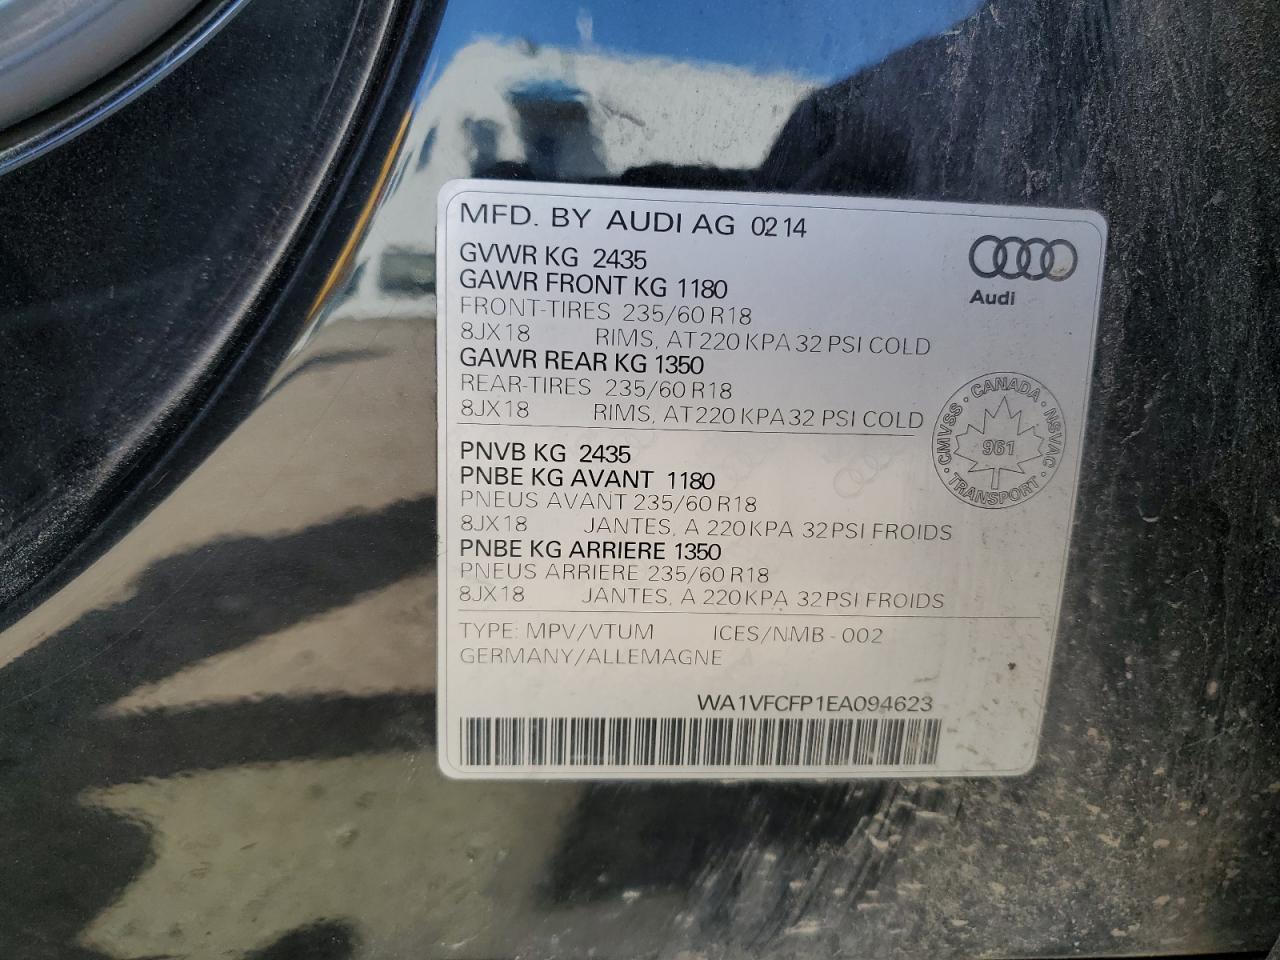 MFD. BY AUDI AG 02 14
GVWR KG 2435
GAWR FRONT KG 1180
FRONT-TIRES 235/60 R18
8JX18 RIMS, AT 220 KPA 32 PSI COLD
GAWR REAR KG 1350
REAR-TIRES 235/60 R18
8JX18 RIMS, AT 220 KPA 32 PSI COLD
Audi
PNVB KG 2435
PNBE KG AVANT 1180
PNEUS AVANT 235/60 R18
8JX18 JANTES, A 220 KPA 32 PSI FROIDS
PNBE KG ARRIERE 1350
PNEUS ARRIERE 235/60 R18
8JX18 JANTES, A 220 KPA 32 PSI FROIDS
CMVSS · CANADA · NSVAC · TRANSPORT ·
961
TYPE: MPV/VTUM ICES/NMB - 002
GERMANY/ALLEMAGNE
WA1VFCFP1EA094623